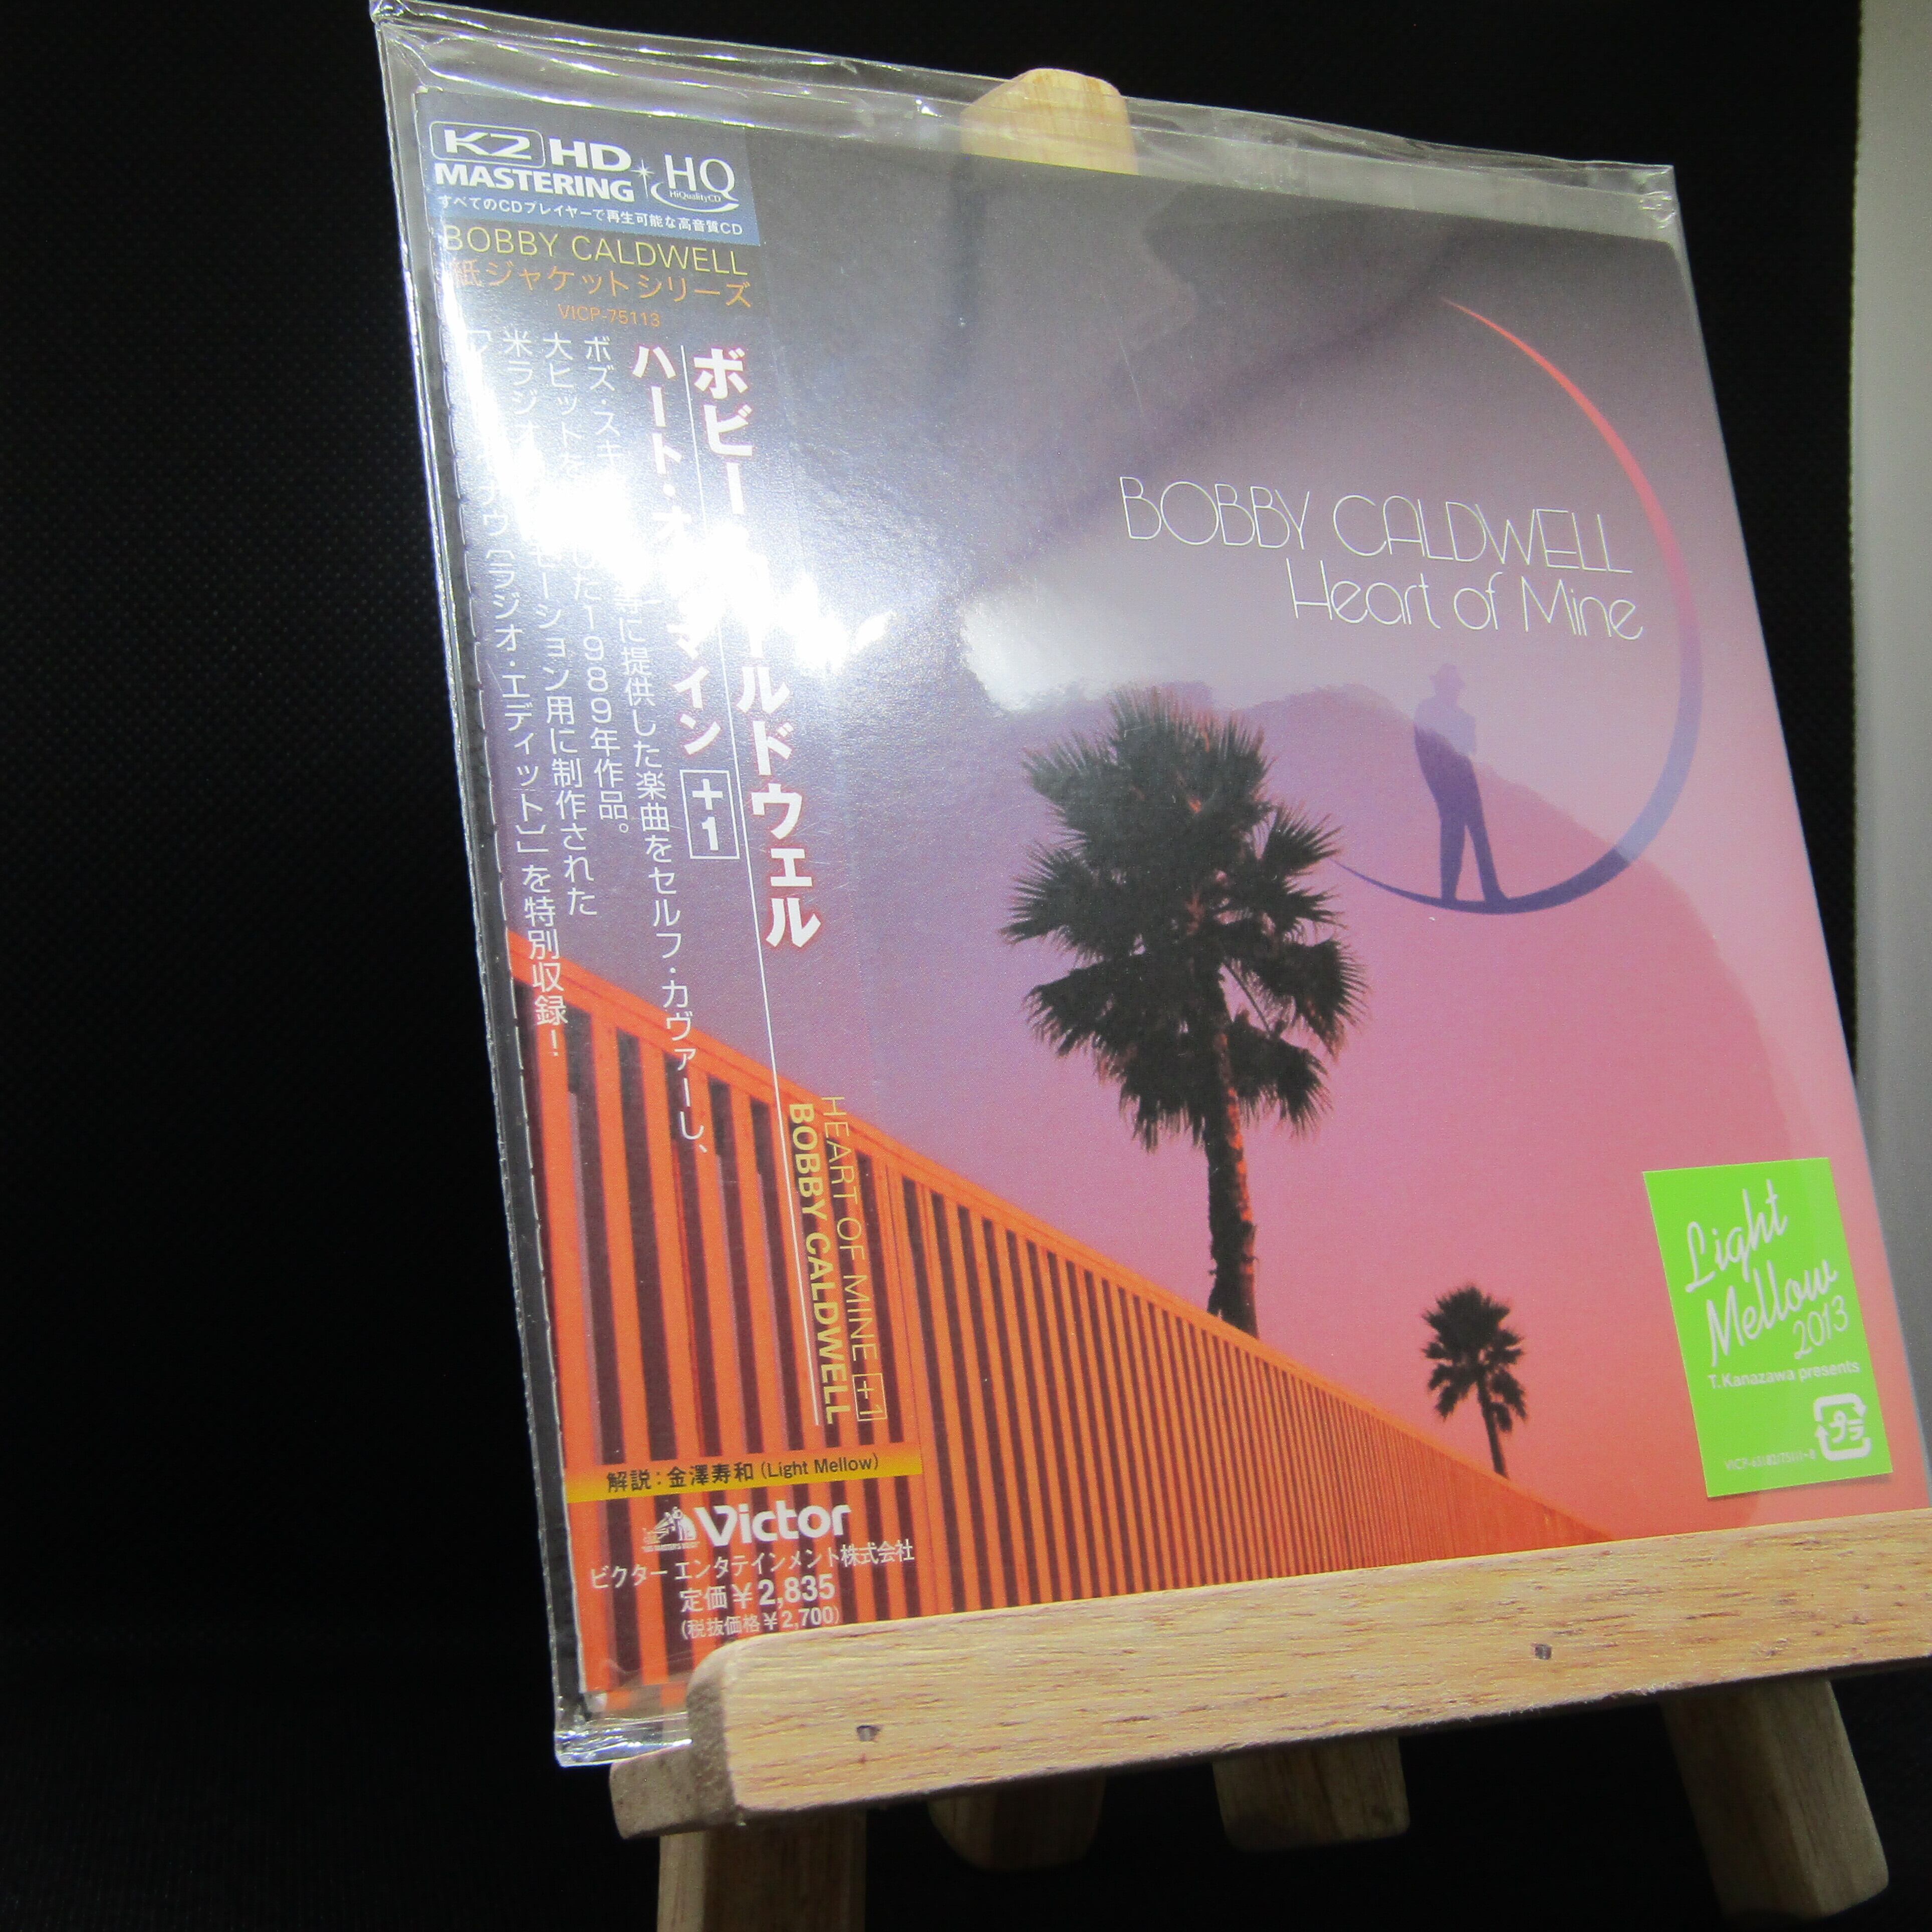 K2 HD
MASTERING
HQ
HiQualityCD
すべてのCDプレイヤーで再生可能な高音質CD
BOBBY CALDWELL
紙ジャケットシリーズ
VICP-75113
ボビー・ ールドウェル
ハート・オ マイン +1
ボズ・スキ 等に提供した楽曲をセルフ・カヴァーし、
大ヒットを した1989年作品。
米ラジオ モーション用に制作された
ウ〔ラジオ・エディット〕」を特別収録!
HEART OF MINE +1
BOBBY CALDWELL
解説:金澤寿和(Light Mellow)
Victor
ビクターエンタテインメント株式会社
定価¥2,835
(税抜価格¥2,700)
BOBBY CALDWELL
Heart of Mine
Light
Mellow
2013
T.Kanazawa presents
プラ